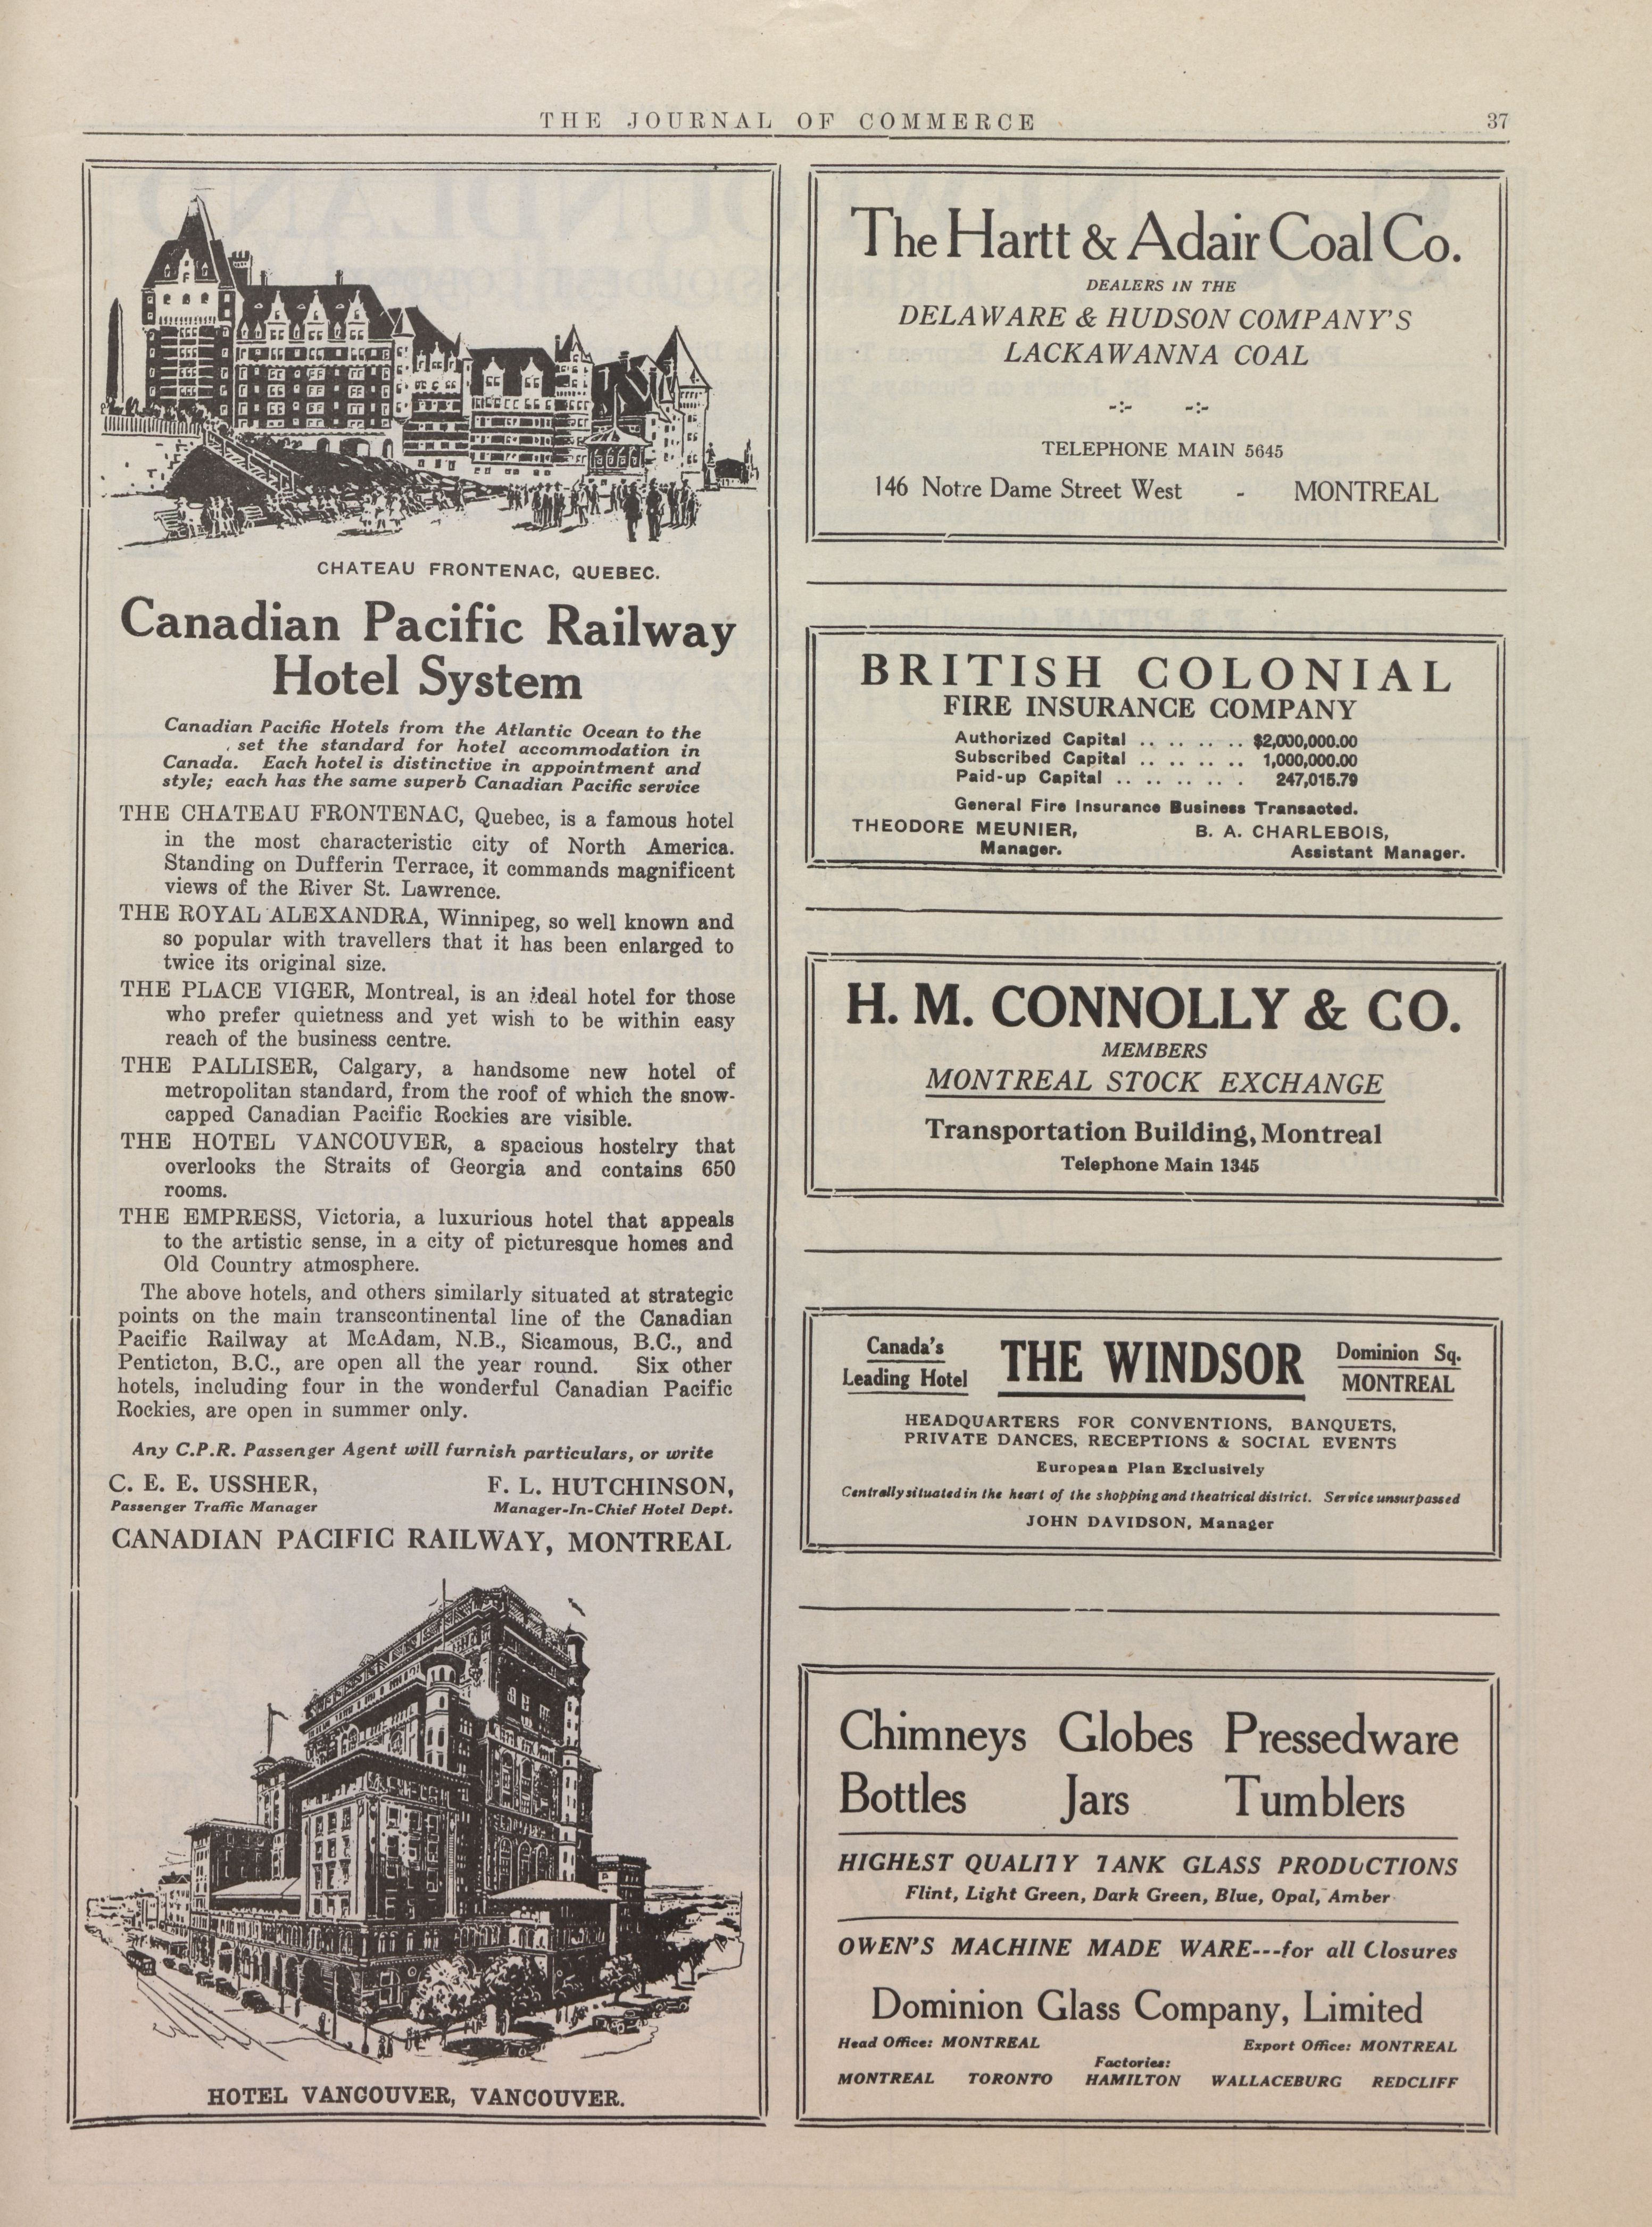 THE JOURNAL OF COMMERCE
37
CHATEAU FRONTENAC, QUEBEC.
Canadian Pacific Railway
Hotel System
Canadian Pacific Hotels from the Atlantic Ocean to the
set the standard for hotel accommodation in
Canada. Each hotel is distinctive in appointment and
style; each has the same superb Canadian Pacific service
THE CHATEAU FRONTENAC, Quebec, is a famous hotel
in the most characteristic city of North America.
Standing on Dufferin Terrace, it commands magnificent
views of the River St. Lawrence.
THE ROYAL ALEXANDRA, Winnipeg, so well known and
so popular with travellers that it has been enlarged to
twice its original size.
THE PLACE VIGER, Montreal, is an ideal hotel for those
who prefer quietness and yet wish to be within easy
reach of the business centre.
THE PALLISER, Calgary, a handsome new hotel of
metropolitan standard, from the roof of which the snow-
capped Canadian Pacific Rockies are visible.
THE HOTEL VANCOUVER, a spacious hostelry that
overlooks the Straits of Georgia and contains 650
rooms.
THE EMPRESS, Victoria, a luxurious hotel that appeals
to the artistic sense, in a city of picturesque homes and
Old Country atmosphere.
The above hotels, and others similarly situated at strategic
points on the main transcontinental line of the Canadian
Pacific Railway at McAdam, N.B., Sicamous, B.C., and
Penticton, B.C., are open all the year round. Six other
hotels, including four in the wonderful Canadian Pacific
Rockies, are open in summer only.
Any C.P.R. Passenger Agent will furnish particulars, or write
C. E. E. USSHER, F. L. HUTCHINSON,
Passenger Traffic Manager Manager-In-Chief Hotel Dept.
CANADIAN PACIFIC RAILWAY, MONTREAL
HOTEL VANCOUVER, VANCOUVER.
The Hartt & Adair Coal Co.
DEALERS IN THE
DELAWARE & HUDSON COMPANY'S
LACKAWANNA COAL
-:- -:-
TELEPHONE MAIN 5645
146 Notre Dame Street West - MONTREAL
BRITISH COLONIAL
FIRE INSURANCE COMPANY
Authorized Capital .. .. .. .. $2,000,000.00
Subscribed Capital .. .. .. .. 1,000,000.00
Paid-up Capital .. .. .. .. . 247,015.79
General Fire Insurance Business Transacted.
THEODORE MEUNIER, B. A. CHARLEBOIS,
Manager. Assistant Manager.
H. M. CONNOLLY & CO.
MEMBERS
MONTREAL STOCK EXCHANGE
Transportation Building, Montreal
Telephone Main 1345
Canada's
Leading Hotel
THE WINDSOR
Dominion Sq.
MONTREAL
HEADQUARTERS FOR CONVENTIONS, BANQUETS,
PRIVATE DANCES, RECEPTIONS & SOCIAL EVENTS
European Plan Exclusively
Centrally situated in the heart of the shopping and theatrical district. Service unsurpassed
JOHN DAVIDSON, Manager
Chimneys Globes Pressedware
Bottles Jars Tumblers
HIGHEST QUALITY TANK GLASS PRODUCTIONS
Flint, Light Green, Dark Green, Blue, Opal, Amber
OWEN'S MACHINE MADE WARE---for all Closures
Dominion Glass Company, Limited
Head Office: MONTREAL Export Office: MONTREAL
Factories:
MONTREAL TORONTO HAMILTON WALLACEBURG REDCLIFF